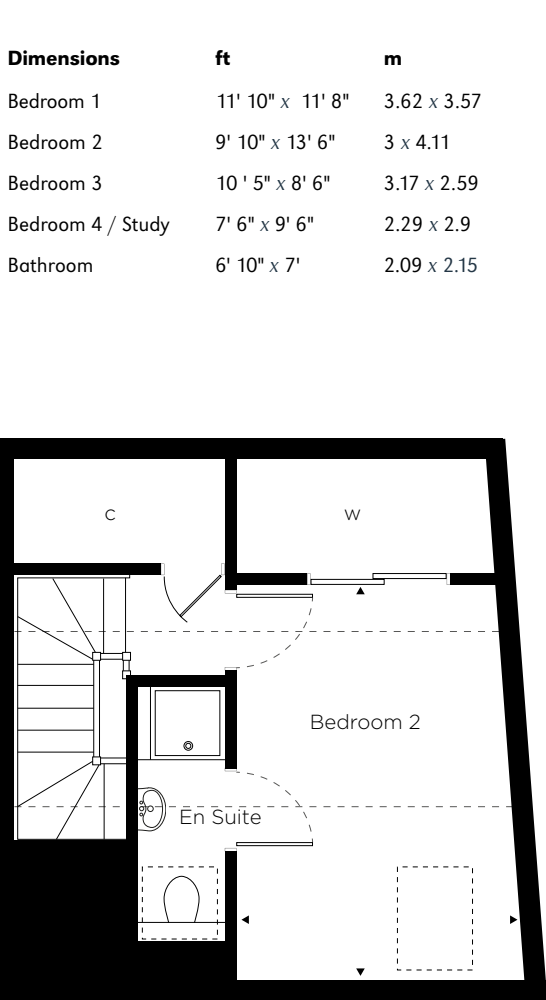 Dimensions ft m
Bedroom 1 11' 10" x 11' 8" 3.62 x 3.57
Bedroom 2 9' 10" x 13' 6" 3 x 4.11
Bedroom 3 10 ' 5" x 8' 6" 3.17 x 2.59
Bedroom 4 / Study 7' 6" x 9' 6" 2.29 x 2.9
Bathroom 6' 10" x 7' 2.09 x 2.15
C W
Bedroom 2
En Suite